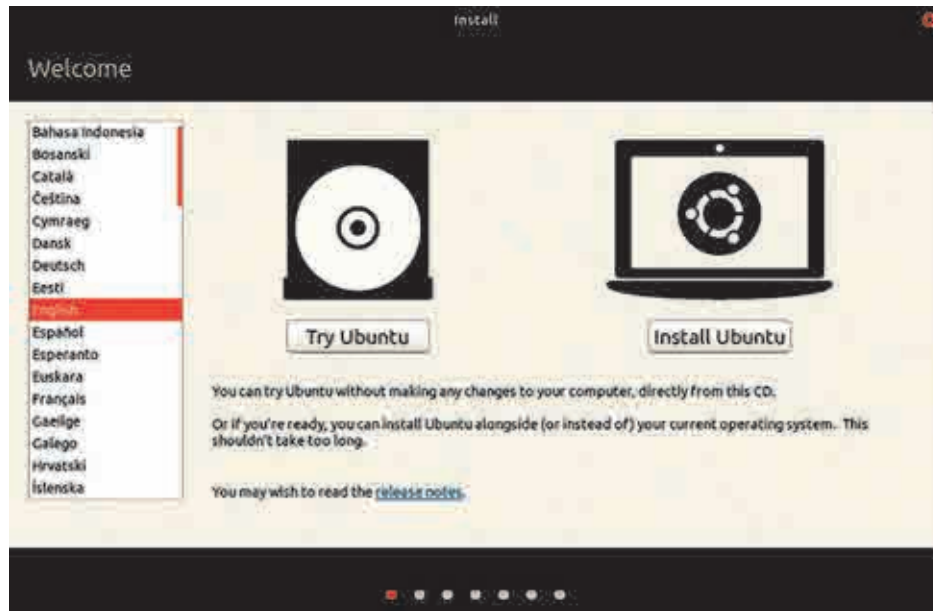 Install
Welcome
Bahasa Indonesia
Bosanski
Català
Čeština
Cymraeg
Dansk
Deutsch
Eesti
English
Español
Esperanto
Euskara
Français
Gaeilge
Galego
Hrvatski
Íslenska
Try Ubuntu
Install Ubuntu
You can try Ubuntu without making any changes to your computer, directly from this CD.
Or if you're ready, you can install Ubuntu alongside (or instead of) your current operating system. This
shouldn't take too long.
You may wish to read the release notes.